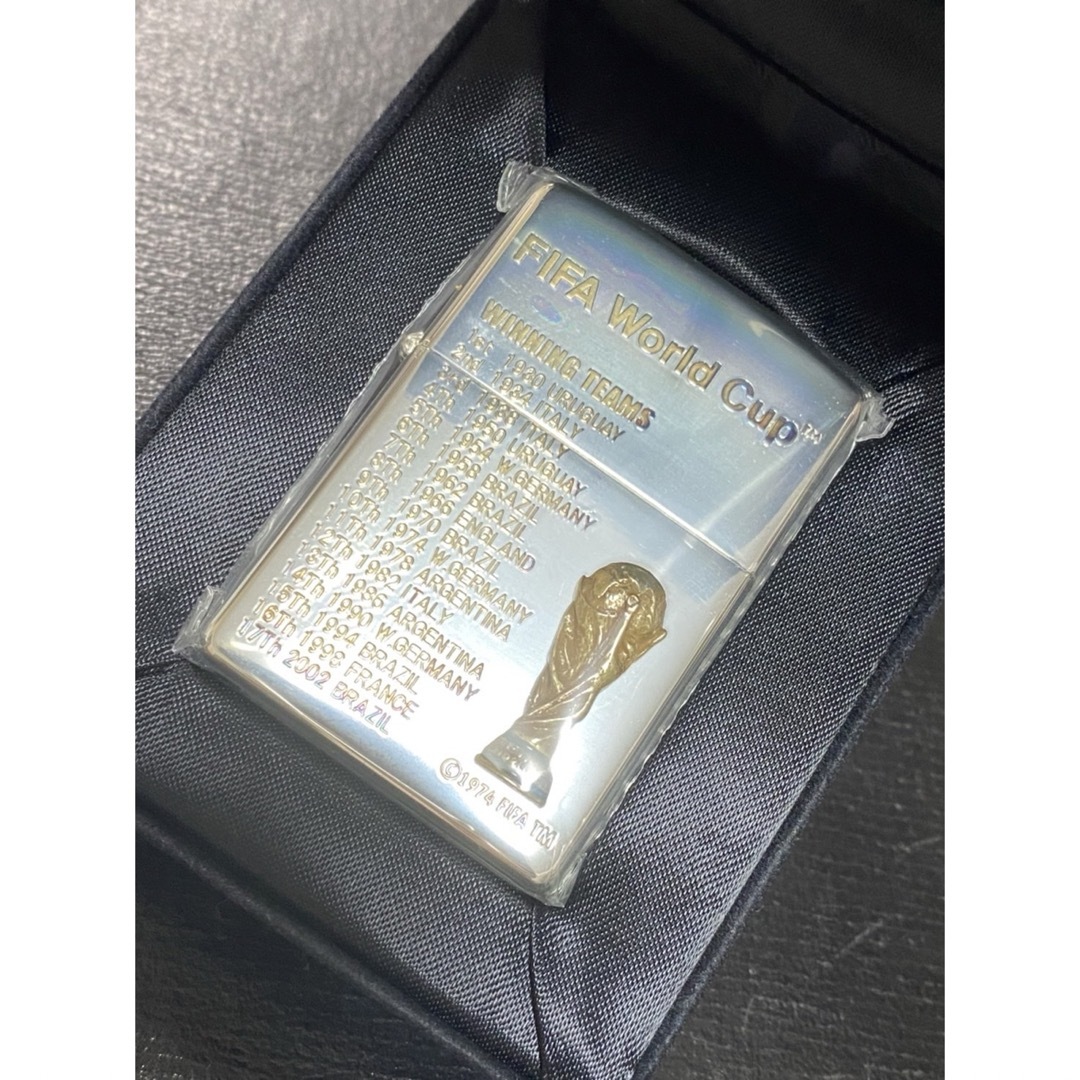 FIFA World Cup™
WINNING TEAMS
1st 1930 URUGUAY
2nd 1934 ITALY
3rd 1938 ITALY
4Th 1950 URUGUAY
5Th 1954 W.GERMANY
6Th 1958 BRAZIL
7Th 1962 BRAZIL
8Th 1966 ENGLAND
9Th 1970 BRAZIL
10Th 1974 W.GERMANY
11Th 1978 ARGENTINA
12Th 1982 ITALY
13Th 1986 ARGENTINA
14Th 1990 W.GERMANY
15Th 1994 BRAZIL
16Th 1998 FRANCE
17Th 2002 BRAZIL
©1974 FIFA TM